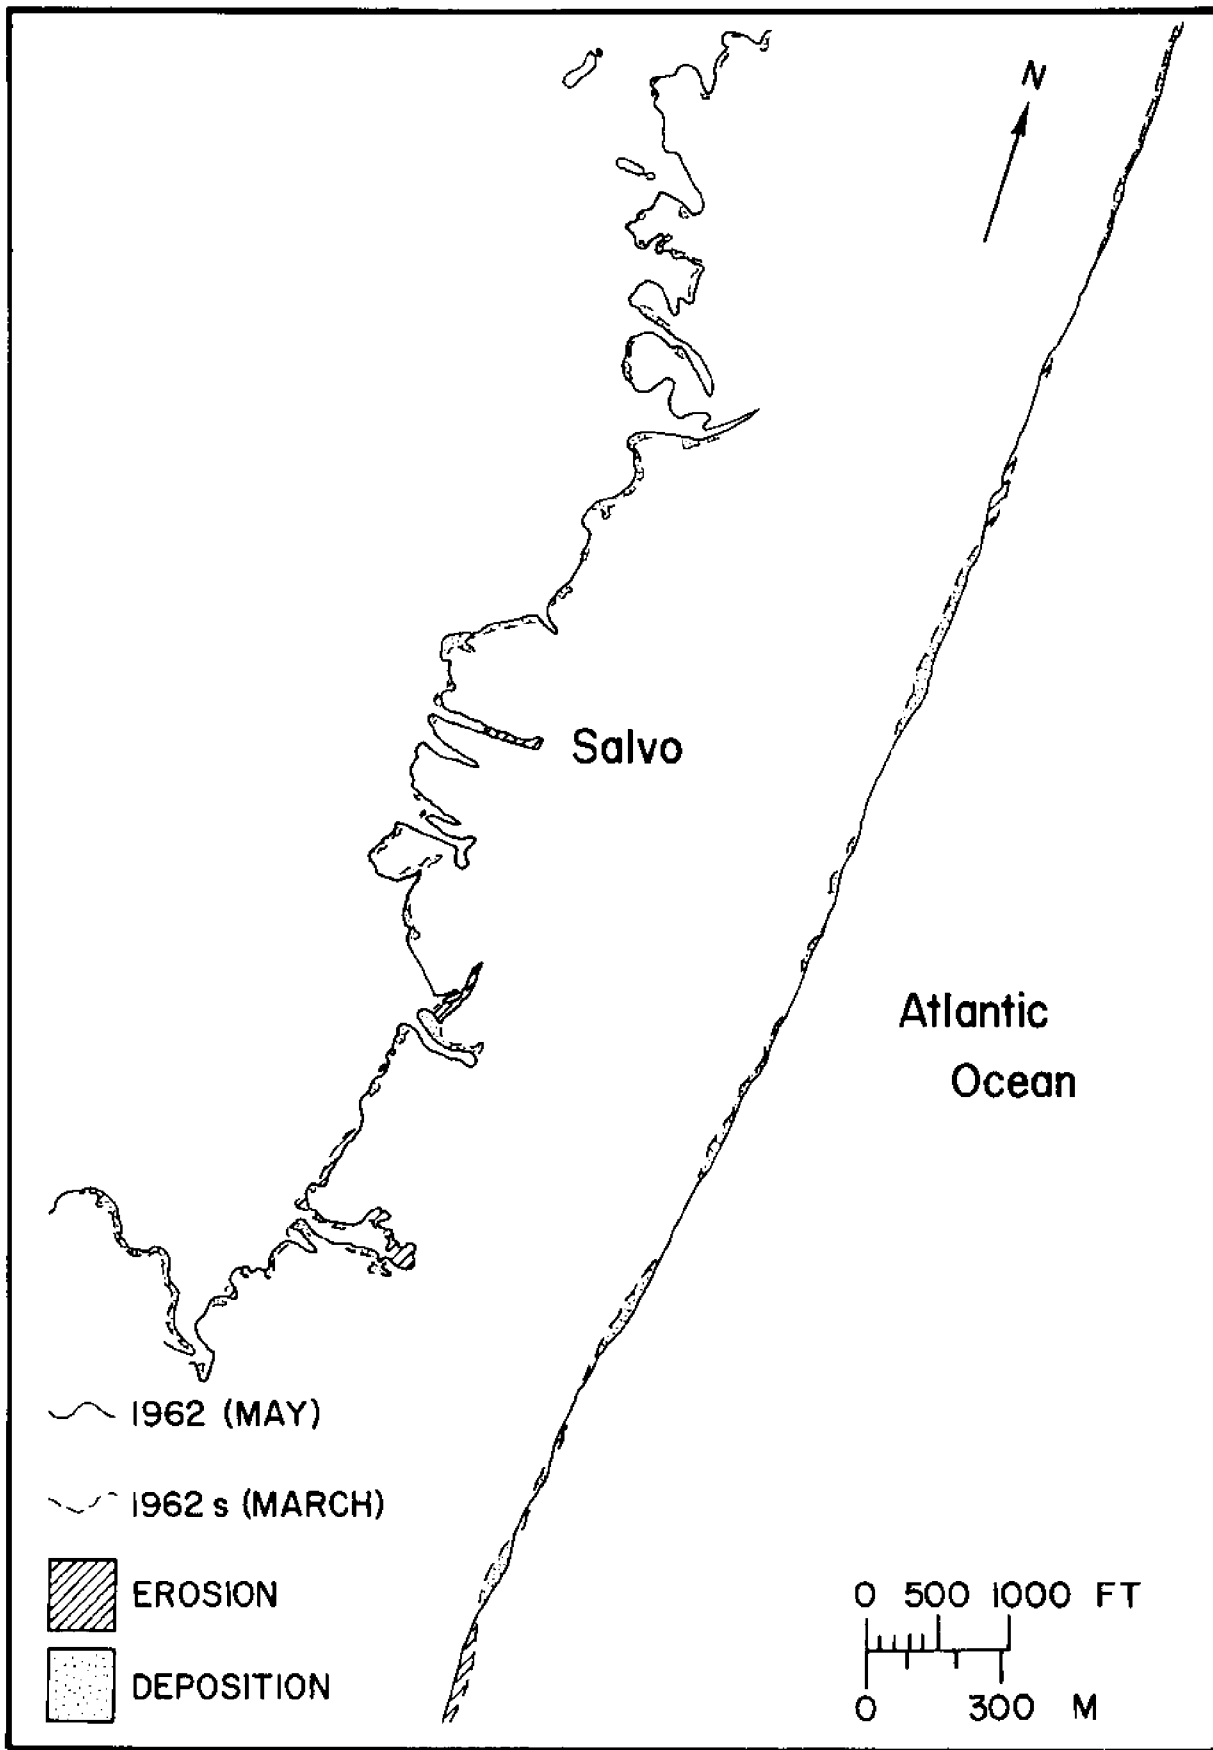 N
Salvo
Atlantic
Ocean
1962 (MAY)
1962 s (MARCH)
EROSION
DEPOSITION
0 500 1000 FT
0 300 M